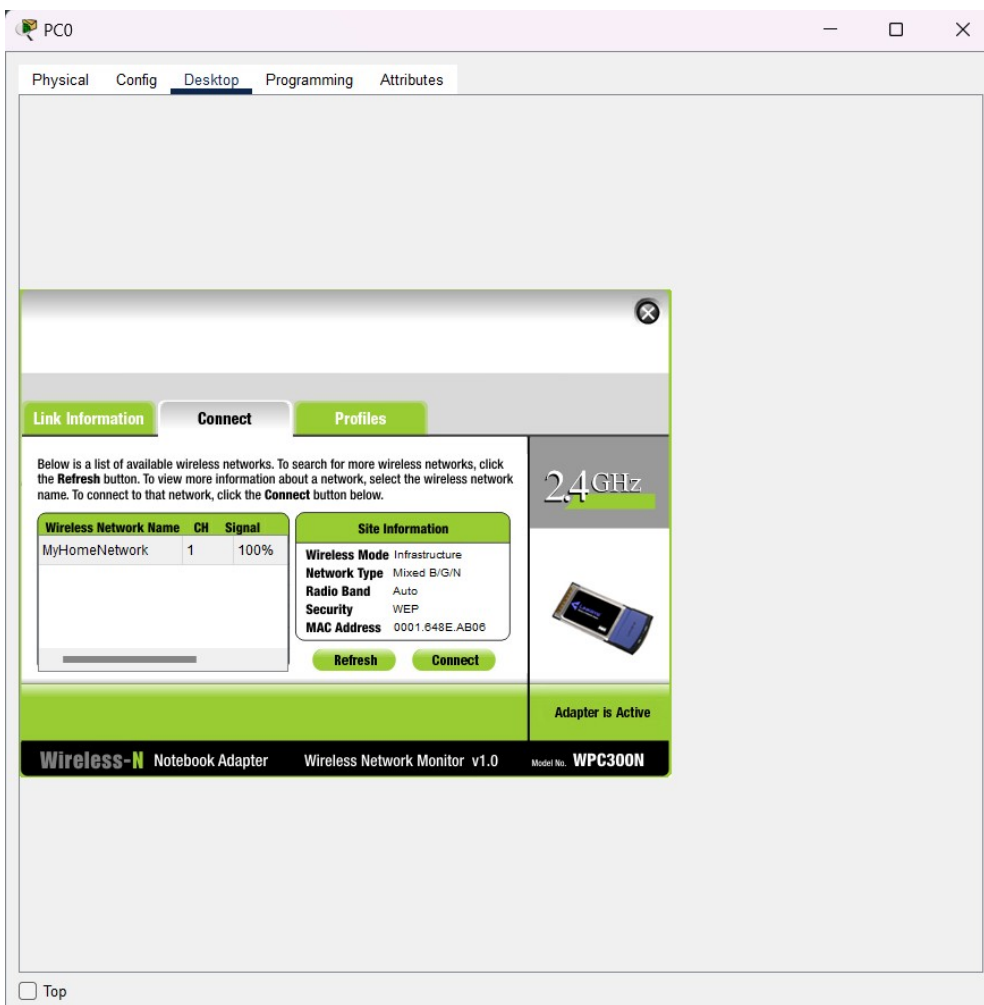 PC0
Physical Config Desktop Programming Attributes
Link Information Connect Profiles
Below is a list of available wireless networks. To search for more wireless networks, click
the Refresh button. To view more information about a network, select the wireless network
name. To connect to that network, click the Connect button below.
2.4GHz
Wireless Network Name CH Signal
MyHomeNetwork 1 100%
Site Information
Wireless Mode Infrastructure
Network Type Mixed B/G/N
Radio Band Auto
Security WEP
MAC Address 0001.648E.AB06
Refresh Connect
Adapter is Active
Wireless-N Notebook Adapter Wireless Network Monitor v1.0 Model No. WPC300N
Top